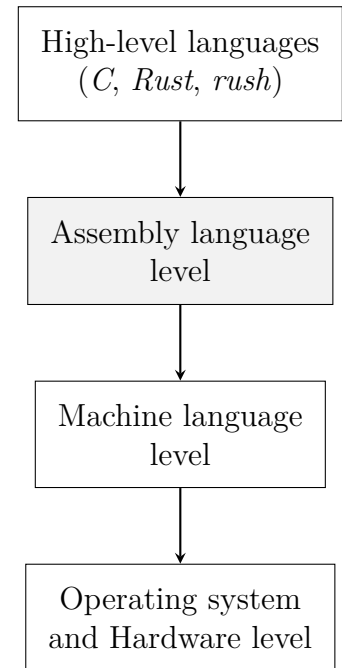 High-level languages
(C, Rust, rush)
Assembly language
level
Machine language
level
Operating system
and Hardware level